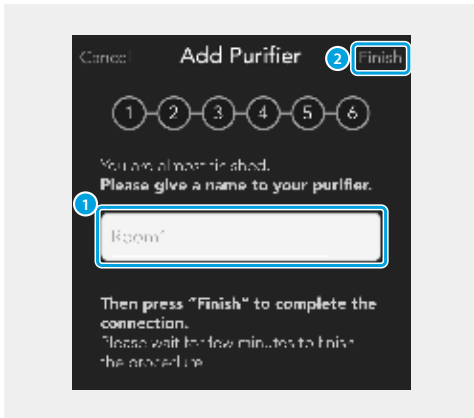 Cancel Add Purifier 2 Finish
1 2 3 4 5 6
You are almost finished.
Please give a name to your purifier.
1
Room1
Then press "Finish" to complete the
connection.
Please wait for few minutes to finish
the procedure